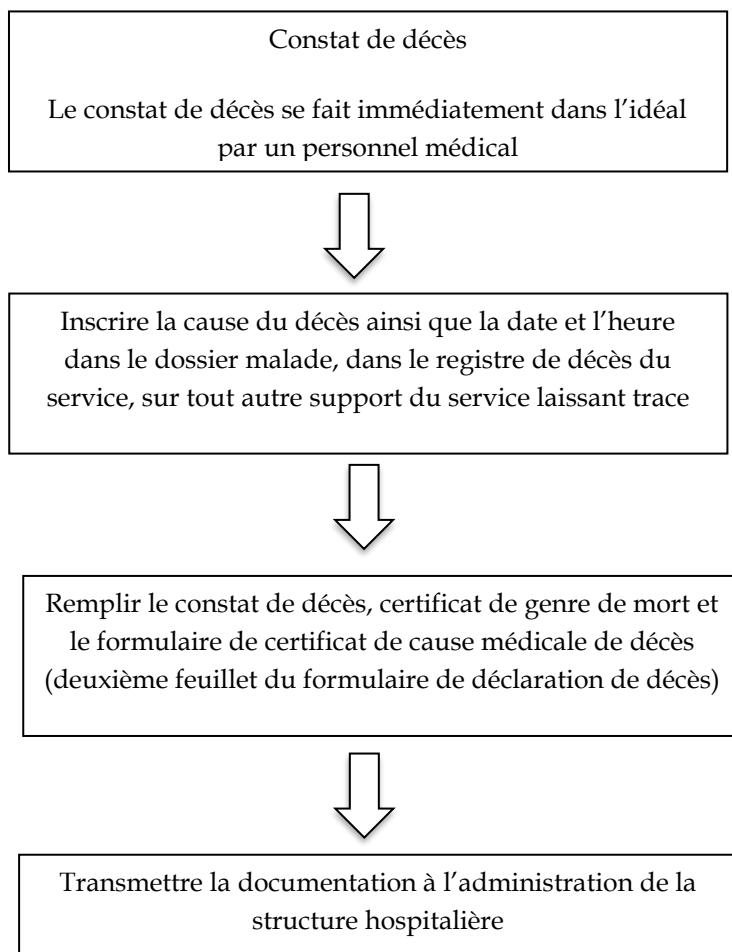 Constat de décès
Le constat de décès se fait immédiatement dans l’idéal
par un personnel médical
Inscrire la cause du décès ainsi que la date et l’heure
dans le dossier malade, dans le registre de décès du
service, sur tout autre support du service laissant trace
Remplir le constat de décès, certificat de genre de mort et
le formulaire de certificat de cause médicale de décès
(deuxième feuillet du formulaire de déclaration de décès)
Transmettre la documentation à l’administration de la
structure hospitalière